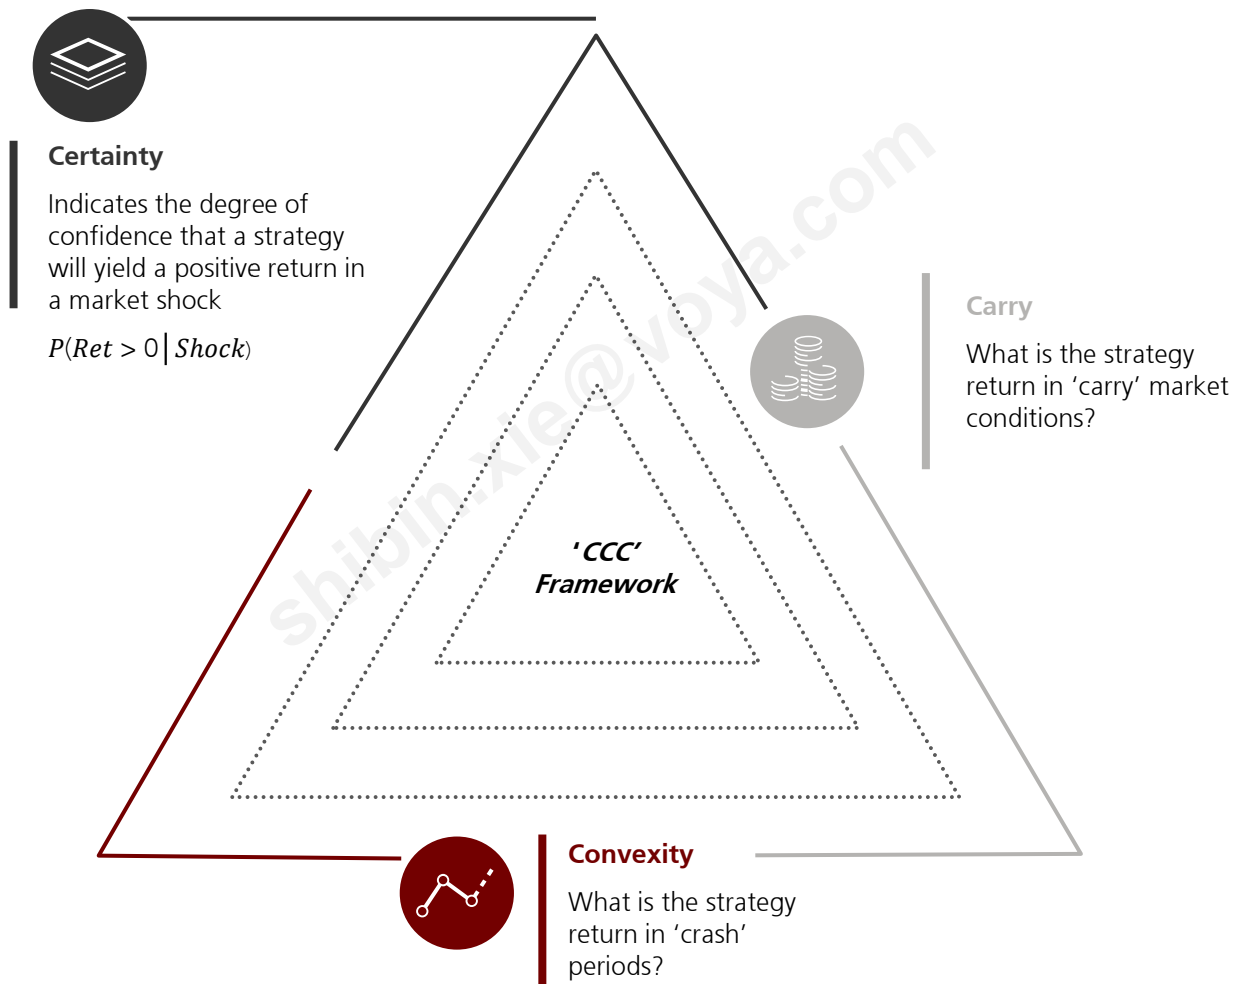 Certainty
Indicates the degree of
confidence that a strategy
will yield a positive return in
a market shock
P(Ret > 0 | Shock)
Carry
What is the strategy
return in ‘carry’ market
conditions?
'CCC’
Framework
Convexity
What is the strategy
return in ‘crash’
periods?
shibin.xie@voya.com